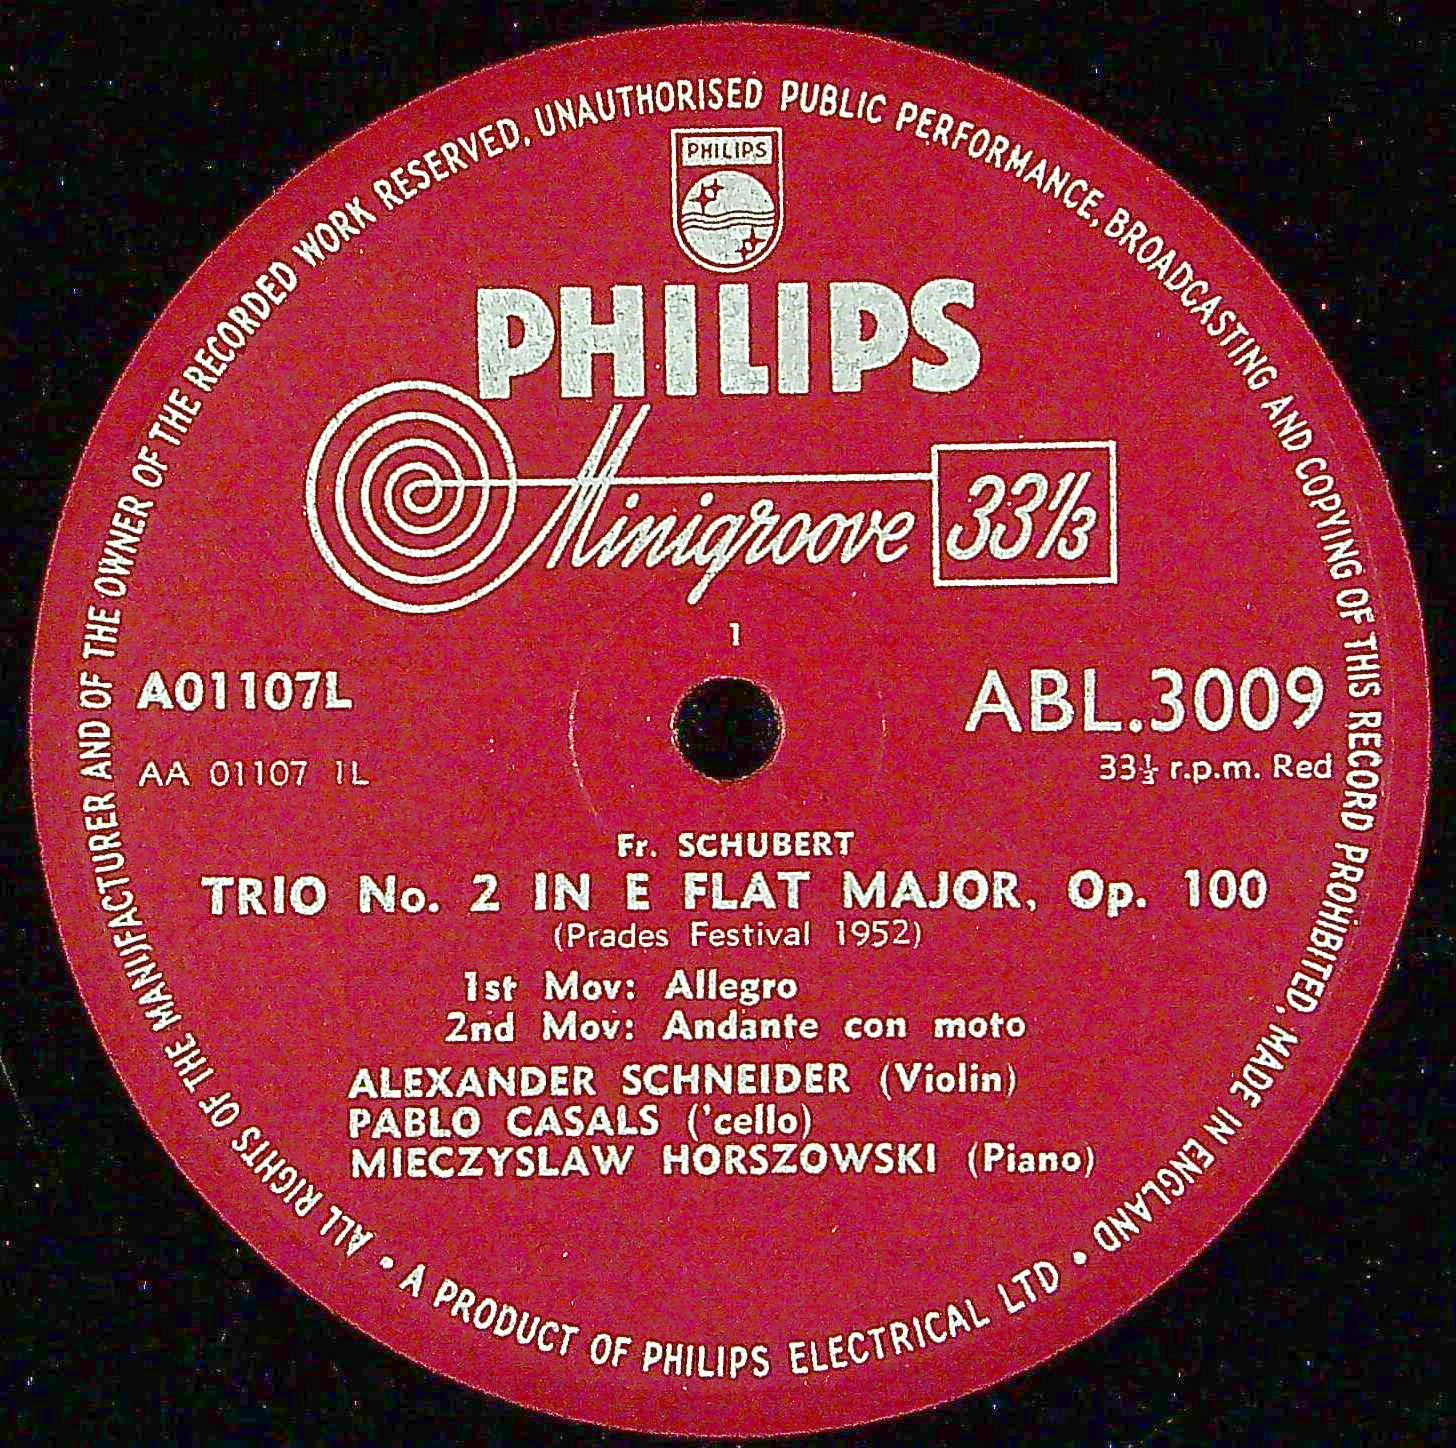 ALL RIGHTS OF THE MANUFACTURER AND OF THE OWNER OF THE RECORDED WORK RESERVED, UNAUTHORISED PUBLIC PERFORMANCE, BROADCASTING AND COPYING OF THIS RECORD PROHIBITED, MADE IN ENGLAND •
PHILIPS
PHILIPS
Minigroove 33⅓
1
A01107L
ABL.3009
AA 01107 1L
33⅓ r.p.m. Red
Fr. SCHUBERT
TRIO No. 2 IN E FLAT MAJOR, Op. 100
(Prades Festival 1952)
1st Mov: Allegro
2nd Mov: Andante con moto
ALEXANDER SCHNEIDER (Violin)
PABLO CASALS ('cello)
MIECZYSLAW HORSZOWSKI (Piano)
• A PRODUCT OF PHILIPS ELECTRICAL LTD